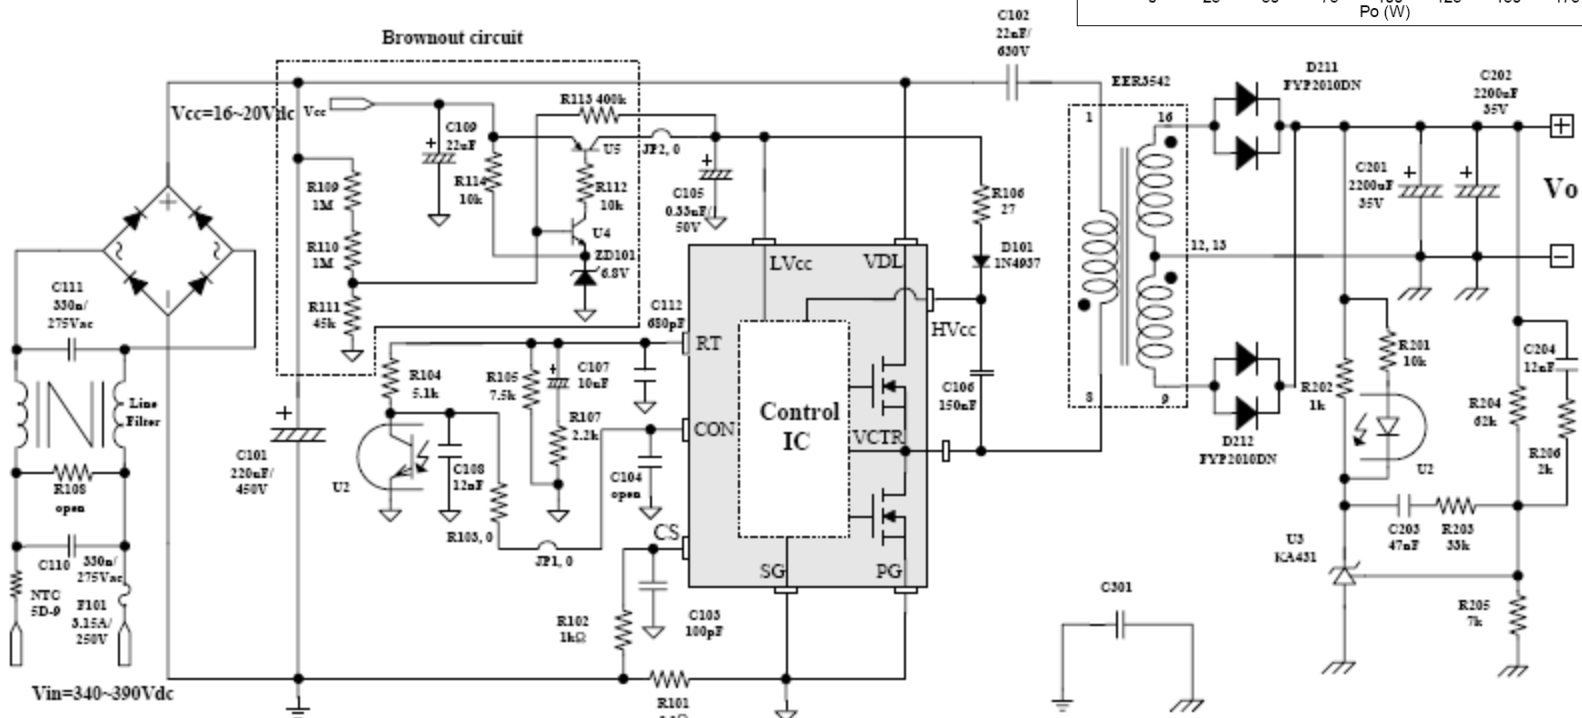 Po (W)
Brownout circuit
C102
22nF/
630V
EER3542
D211
FYP2010DN
C202
2200uF
35V
Vcc=16~20Vdc
Vcc
R113 400k
C109
22uF
U5
JP2, 0
R114
10k
R109
1M
R112
10k
C105
0.33uF/
50V
U4
R110
1M
ZD101
6.8V
R111
45k
R106
27
D101
1N4937
1
16
12, 13
8
9
C201
2200uF
35V
Vo
C111
330n/
275Vac
C112
680pF
LVcc
VDL
HVcc
RT
CON
CS
SG
PG
VCTR
Control
IC
C106
150nF
R104
5.1k
R105
7.5k
C107
10uF
R107
2.2k
U2
C108
12nF
R103, 0
JP1, 0
C104
open
Line
Filter
C101
220uF/
450V
R108
open
C110
330n/
275Vac
NTC
5D-9
F101
3.15A/
250V
Vin=340~390Vdc
R102
1kΩ
C103
100pF
R101
D212
FYP2010DN
R201
10k
R202
1k
U2
C204
12nF
R204
62k
R206
2k
C203
47nF
R203
33k
U3
KA431
R205
7k
C301